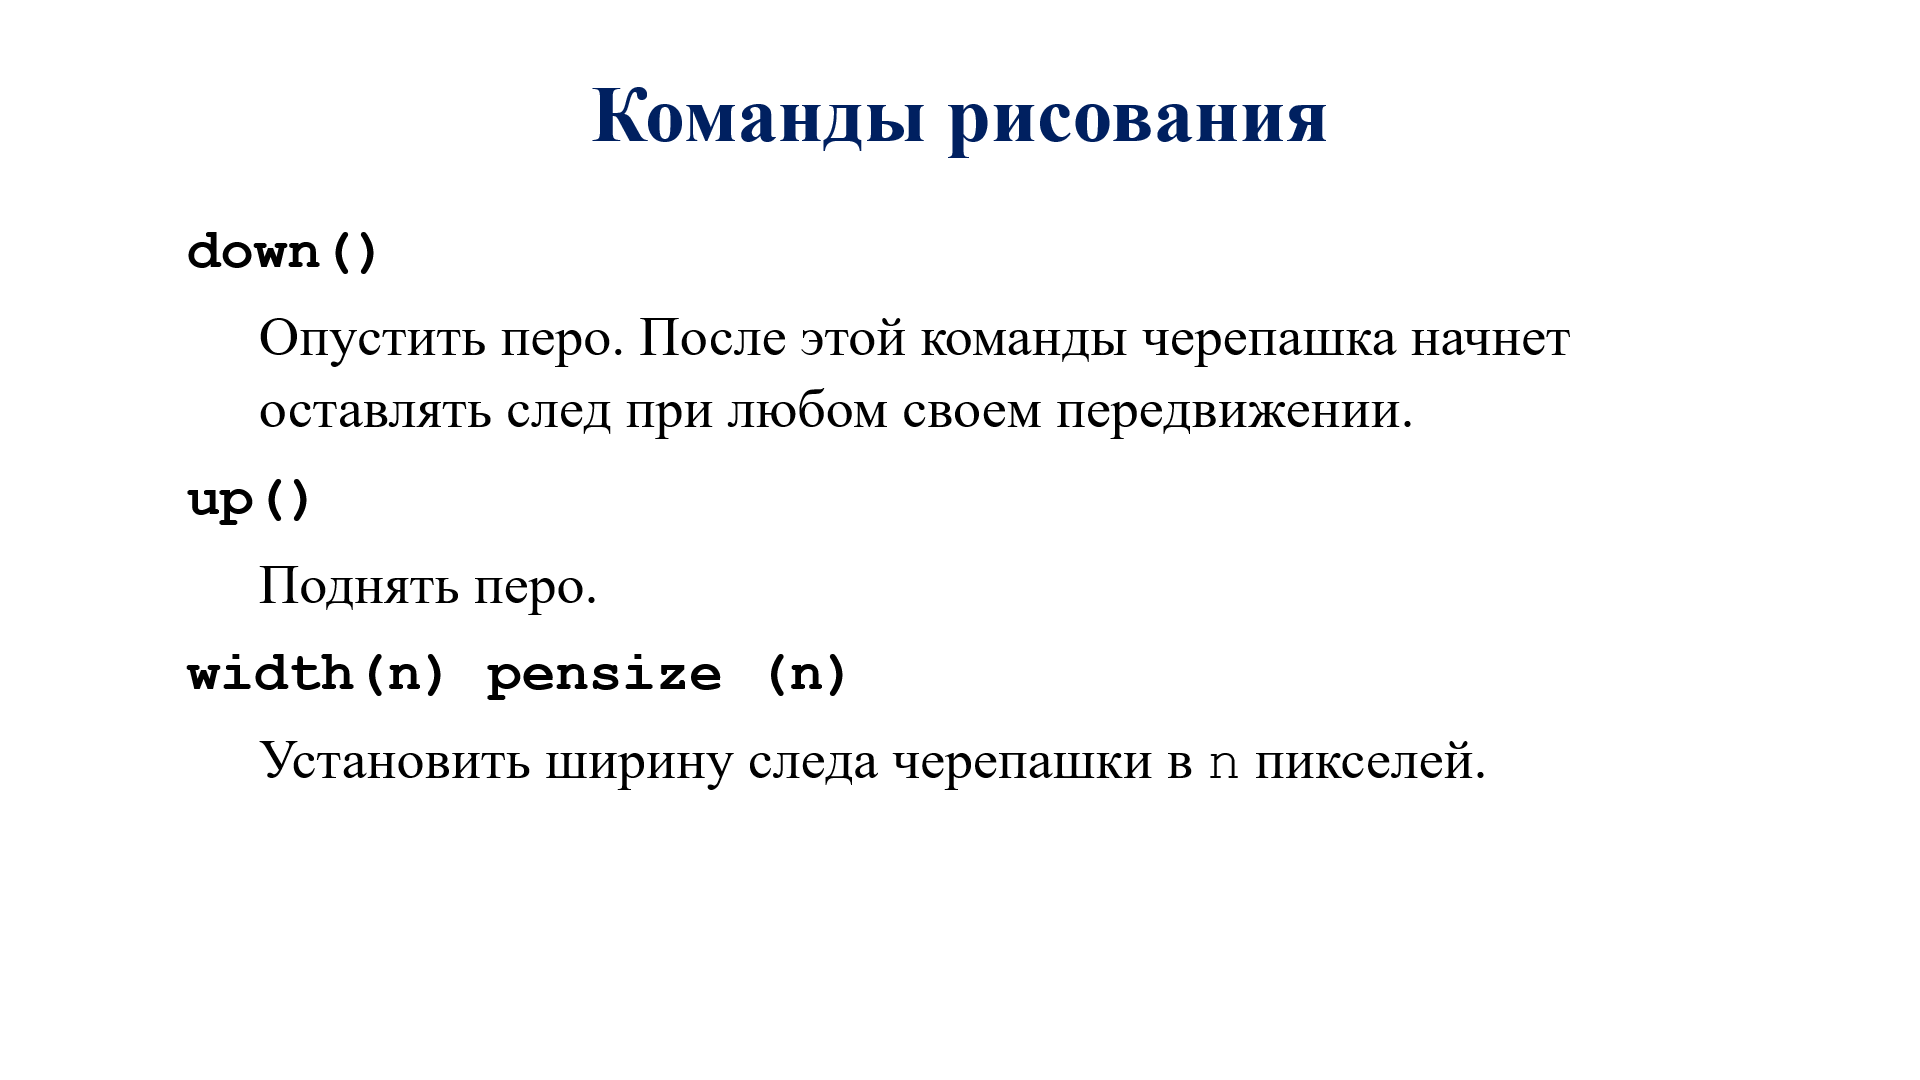 Команды рисования
down()
Опустить перо. После этой команды черепашка начнет
оставлять след при любом своем передвижении.
up()
Поднять перо.
width(n) pensize (n)
Установить ширину следа черепашки в n пикселей.